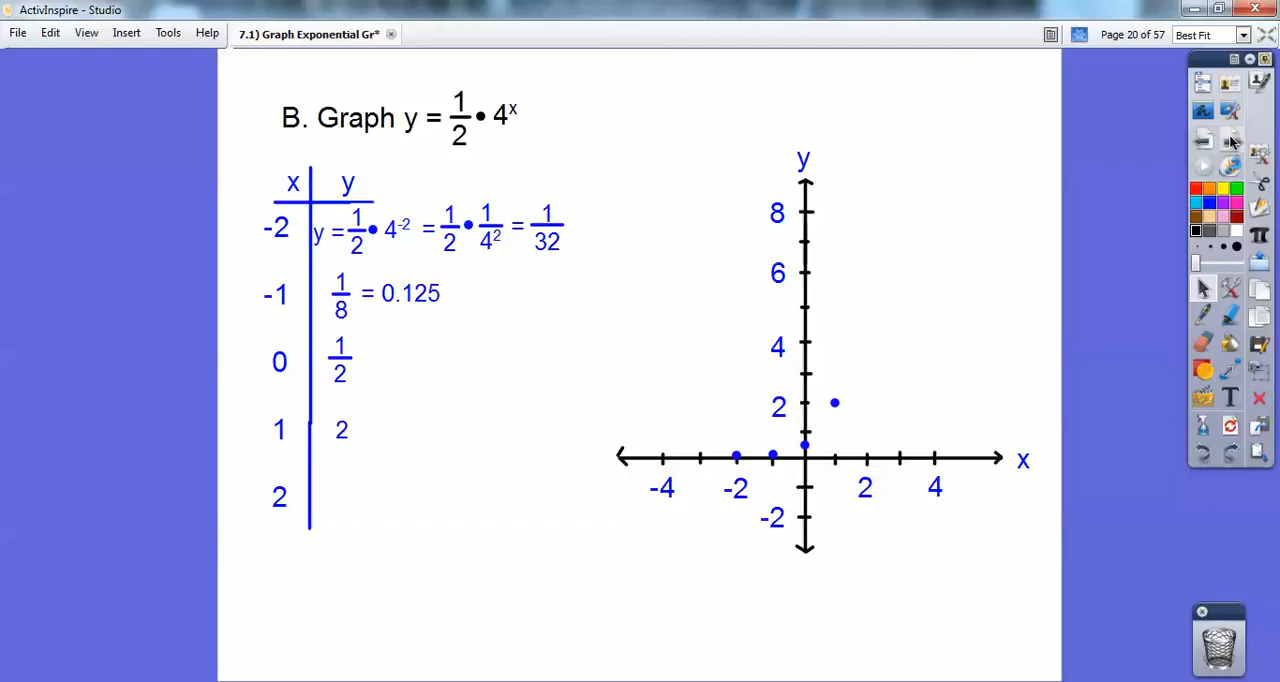 ActivInspire - Studio
File Edit View Insert Tools Help
7.1) Graph Exponential Gr*
Page 20 of 57
Best Fit
B. Graph y = 1/2 • 4^x
x y
-2 y = 1/2 • 4^-2 = 1/2 • 1/4^2 = 1/32
-1 1/8 = 0.125
0 1/2
1 2
2
y
8
6
4
2
x
-4 -2 2 4
-2